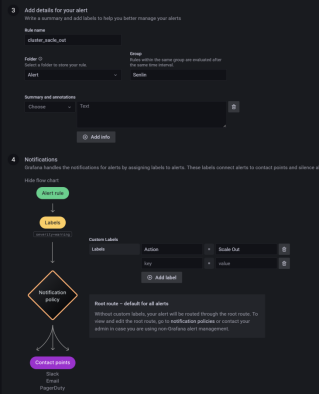 3 Add details for your alert
Write a summary and add labels to help you better manage your alerts
Rule name
cluster_sacle_out
Folder
Select a folder to store your rule.
Group
Rules within the same group are evaluated after the same time interval.
Alert
Senlin
Summary and annotations
Choose
Text
Add info
4 Notifications
Grafana handles the notifications for alerts by assigning labels to alerts. These labels connect alerts to contact points and silence a
Hide flow chart
Alert rule
Labels
Custom Labels
Labels
Action = Scale Out
key = value
Add label
Notification
policy
Root route – default for all alerts
Without custom labels, your alert will be routed through the root route. To
view and edit the root route, go to notification policies or contact your
admin in case you are using non-Grafana alert management.
Contact points
Slack
Email
PagerDuty